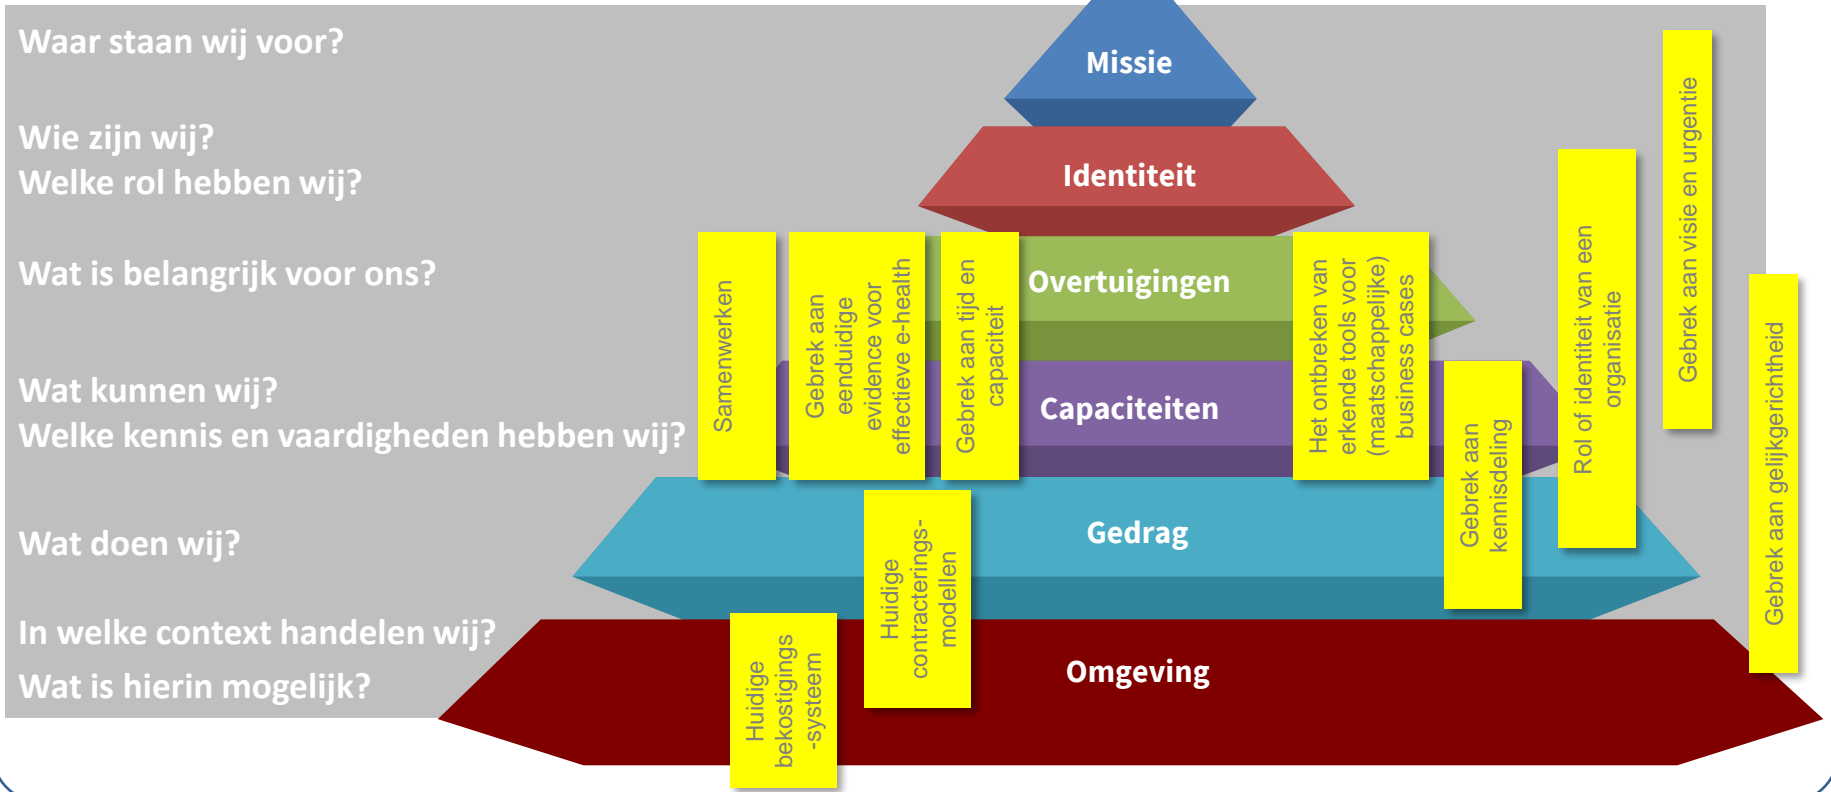 Waar staan wij voor?
Wie zijn wij?
Welke rol hebben wij?
Wat is belangrijk voor ons?
Wat kunnen wij?
Welke kennis en vaardigheden hebben wij?
Wat doen wij?
In welke context handelen wij?
Wat is hierin mogelijk?
Missie
Identiteit
Overtuigingen
Capaciteiten
Gedrag
Omgeving
Samenwerken
Gebrek aan
eenduidige
evidence voor
effectieve e-health
Gebrek aan tijd en
capaciteit
Huidige
contracterings-
modellen
Huidige
bekostigings
-systeem
Het ontbreken van
erkende tools voor
(maatschappelijke)
business cases
Gebrek aan
kennisdeling
Rol of identiteit van een
organisatie
Gebrek aan visie en urgentie
Gebrek aan gelijkgerichtheid